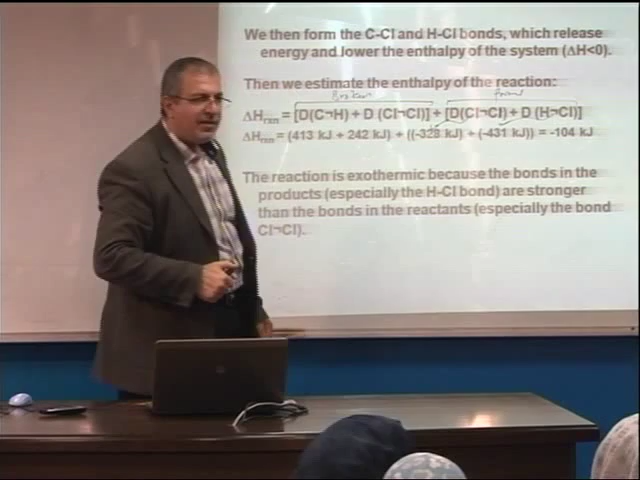 We then form the C-Cl and H-Cl bonds, which release
energy and lower the enthalpy of the system (ΔH<0).
Then we estimate the enthalpy of the reaction:
Broken formed
ΔHrxn = [D(C¬H) + D (Cl¬Cl)] + [D(Cl¬Cl) + D (H¬Cl)]
ΔHrxn = (413 kJ + 242 kJ) + ((-328 kJ) + (-431 kJ)) = -104 kJ
The reaction is exothermic because the bonds in the
products (especially the H-Cl bond) are stronger
than the bonds in the reactants (especially the bond
Cl¬Cl).